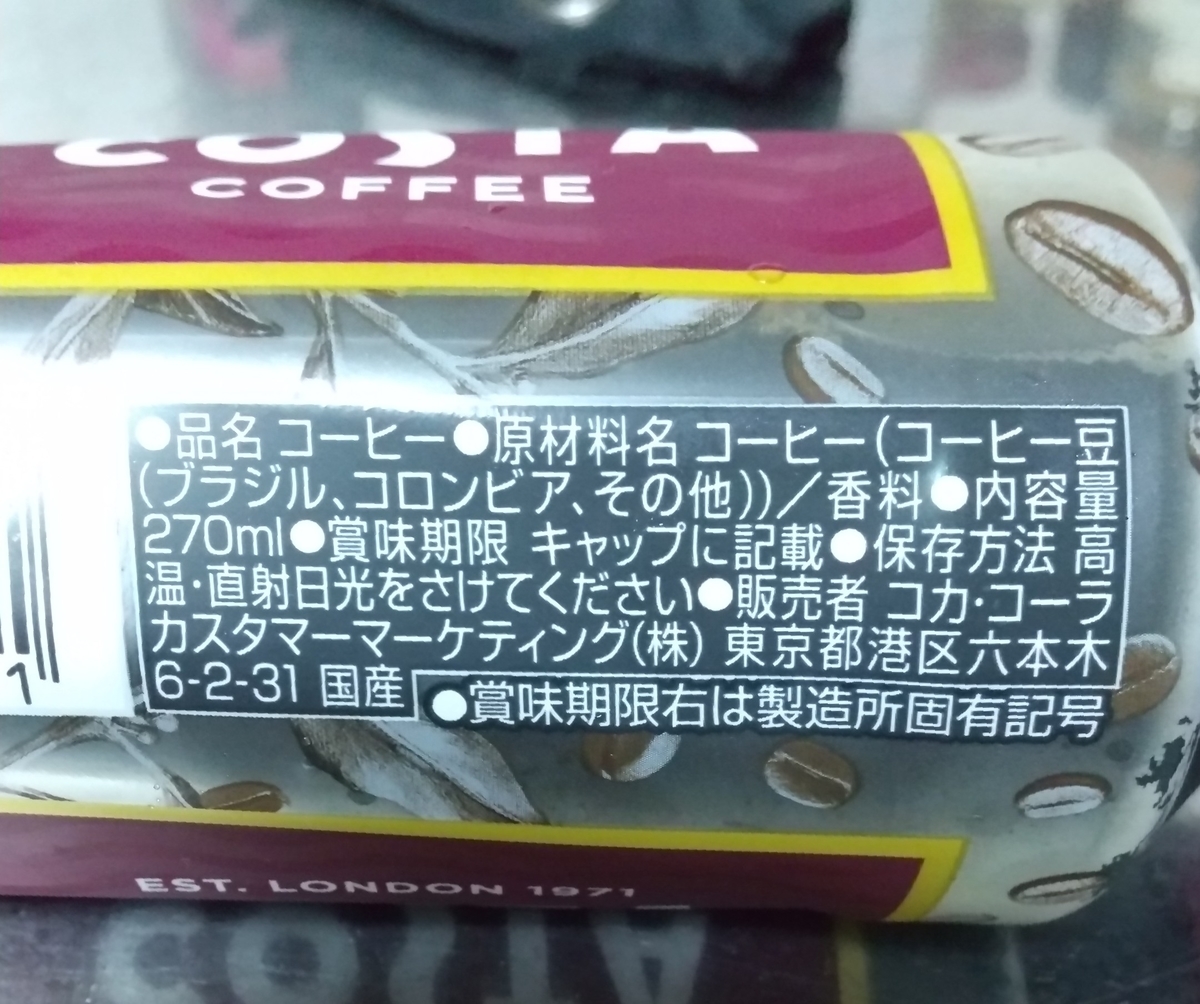 COSTA
COFFEE
●品名 コーヒー●原材料名 コーヒー(コーヒー豆
(ブラジル、コロンビア、その他))／香料●内容量
270ml●賞味期限 キャップに記載●保存方法 高
温･直射日光をさけてください●販売者 コカ･コーラ
カスタマーマーケティング(株) 東京都港区六本木
6-2-31 国産
●賞味期限右は製造所固有記号
1
EST. LONDON 1971